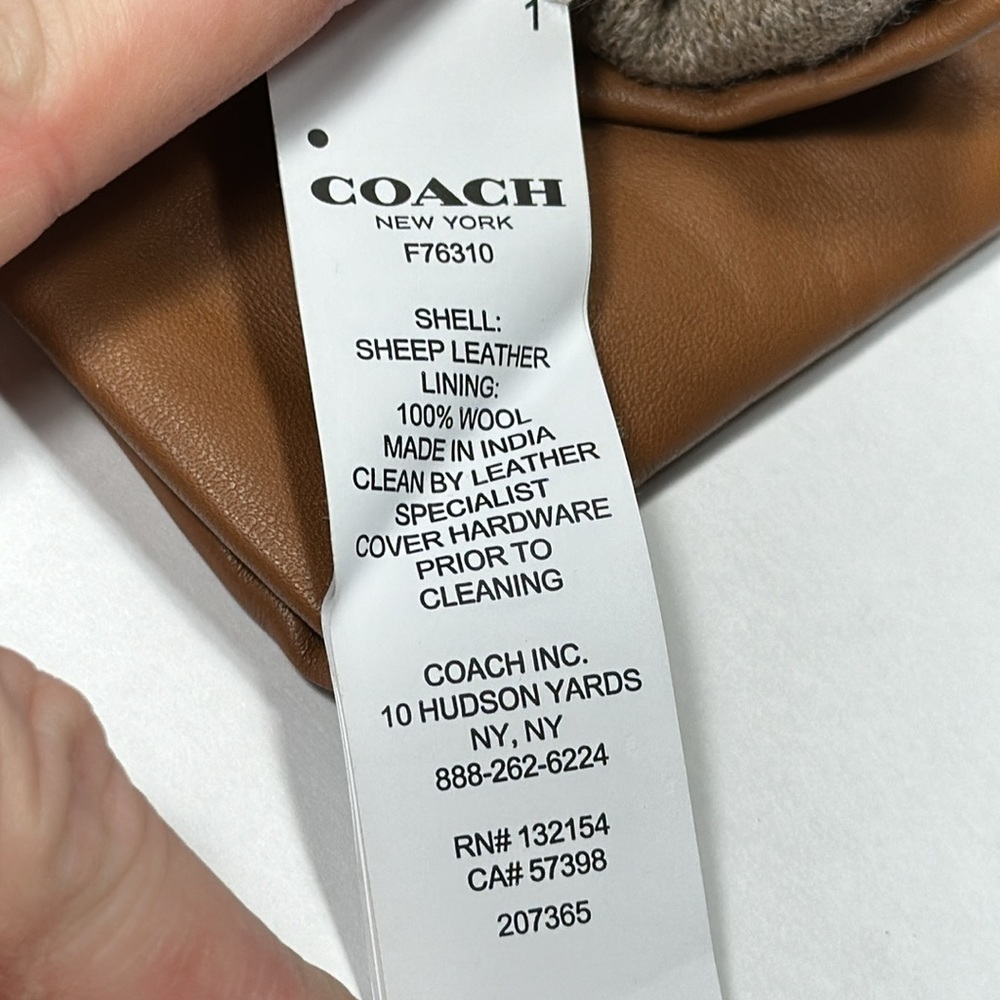 1
COACH
NEW YORK
F76310
SHELL:
SHEEP LEATHER
LINING:
100% WOOL
MADE IN INDIA
CLEAN BY LEATHER
SPECIALIST
COVER HARDWARE
PRIOR TO
CLEANING
COACH INC.
10 HUDSON YARDS
NY, NY
888-262-6224
RN# 132154
CA# 57398
207365